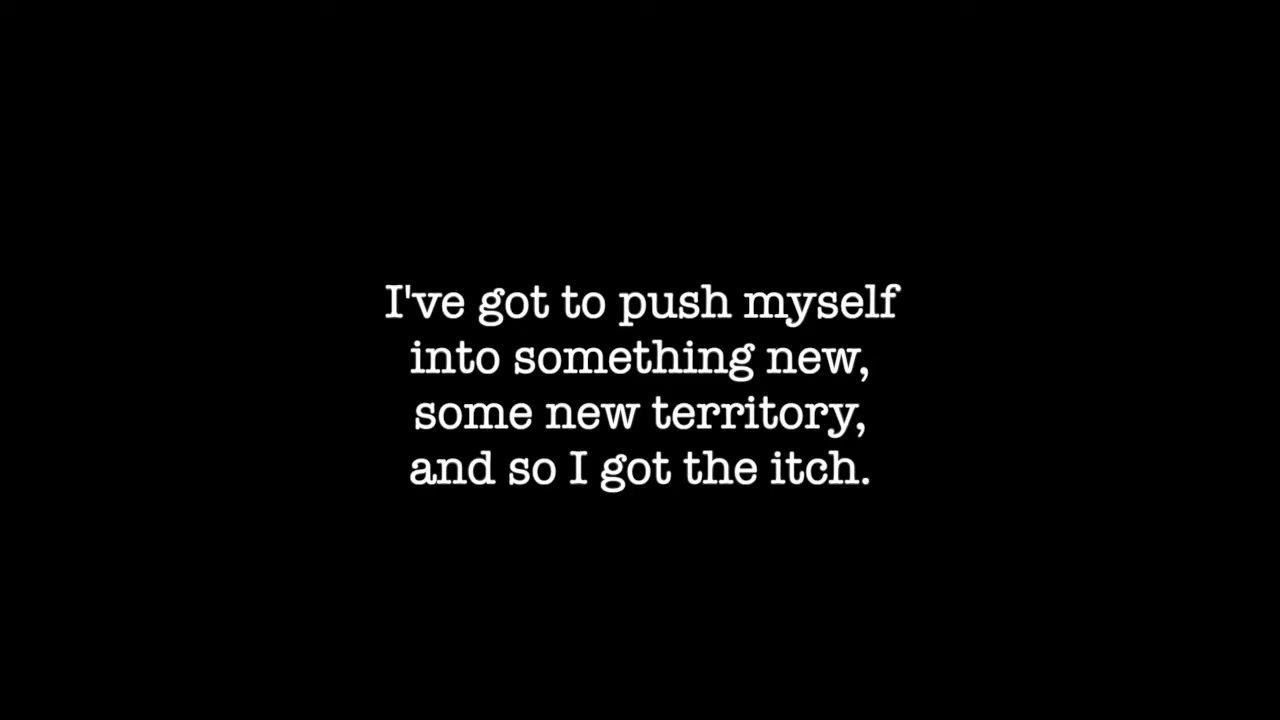 I've got to push myself
into something new,
some new territory,
and so I got the itch.